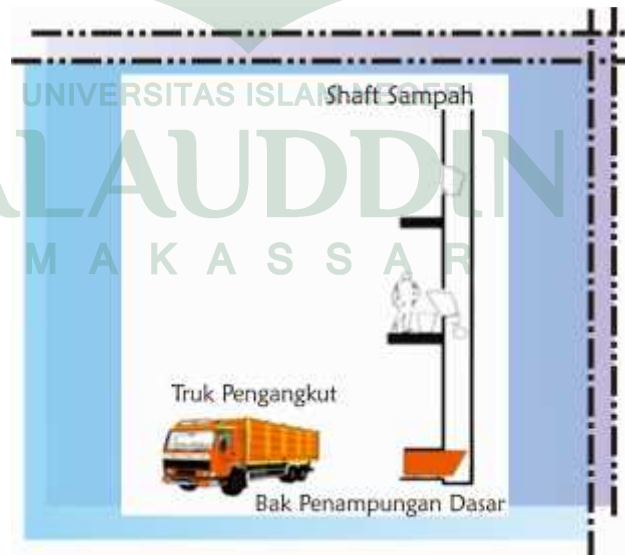 Shaft Sampah
UNIVERSITAS ISLAM NEGERI
ALAUDDIN
MAKASSAR
Truk Pengangkut
Bak Penampungan Dasar